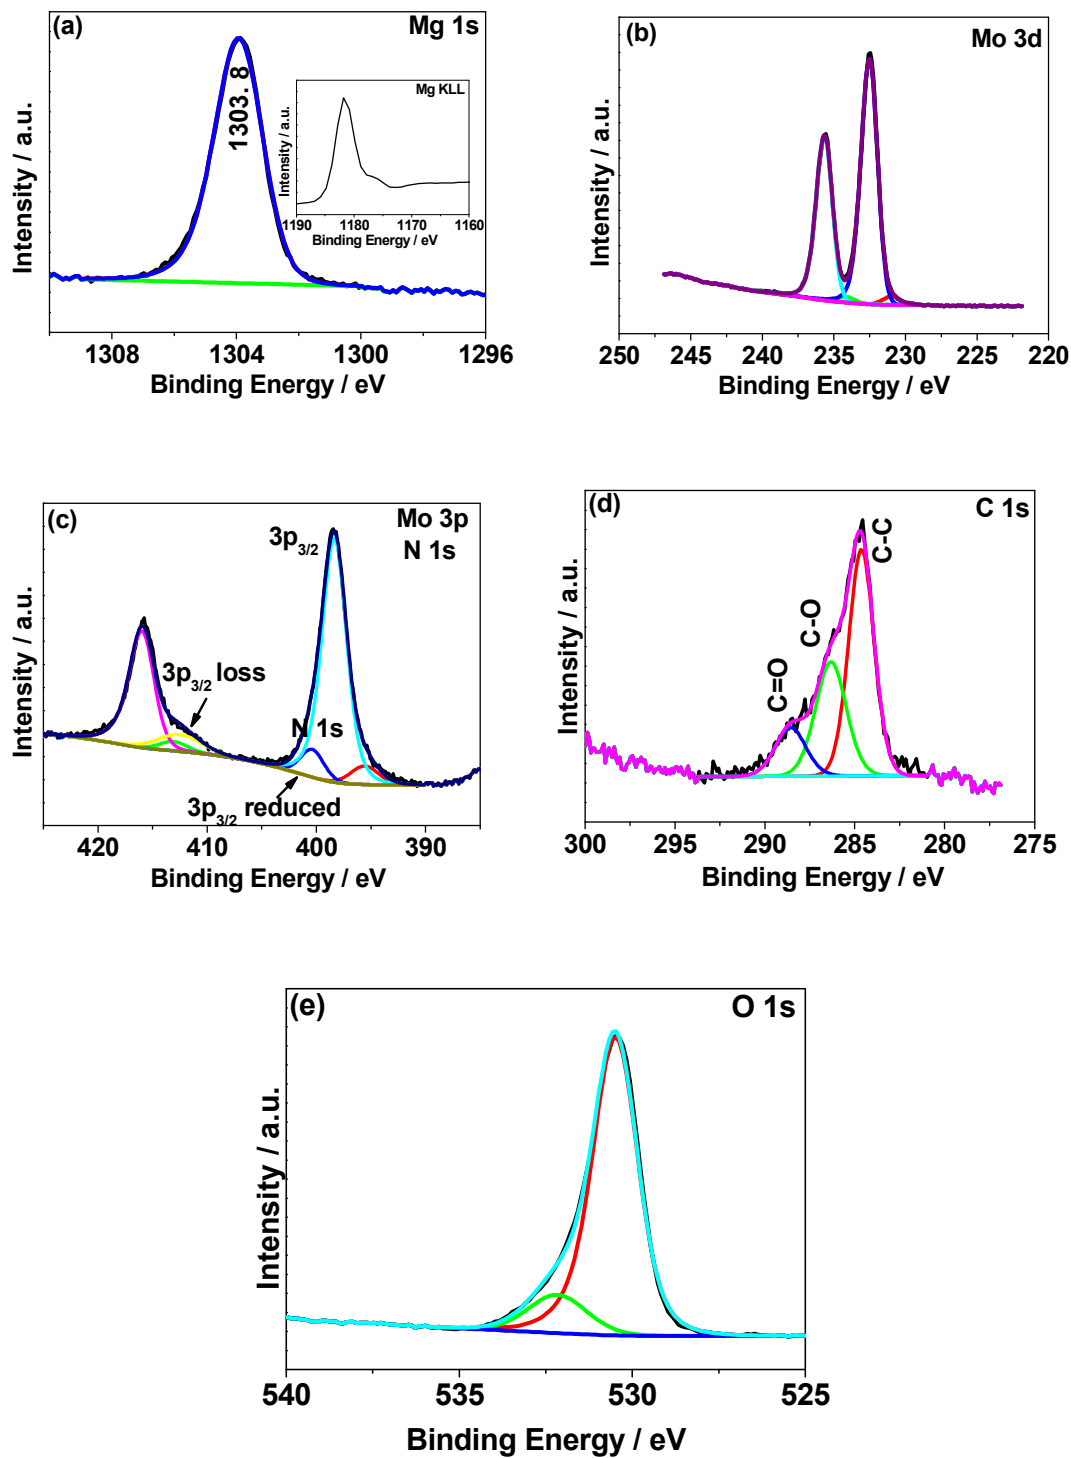 (a)
Mg 1s
1303. 8
Mg KLL
Intensity / a.u.
1190 1180 1170 1160
Binding Energy / eV
Intensity / a.u.
1308 1304 1300 1296
Binding Energy / eV
(b)
Mo 3d
Intensity / a.u.
250 245 240 235 230 225 220
Binding Energy / eV
(c)
Mo 3p
N 1s
3p3/2
3p3/2 loss
N 1s
3p3/2 reduced
Intensity / a.u.
420 410 400 390
Binding Energy / eV
(d)
C 1s
C-C
C-O
C=O
Intensity / a.u.
300 295 290 285 280 275
Binding Energy / eV
(e)
O 1s
Intensity / a.u.
540 535 530 525
Binding Energy / eV